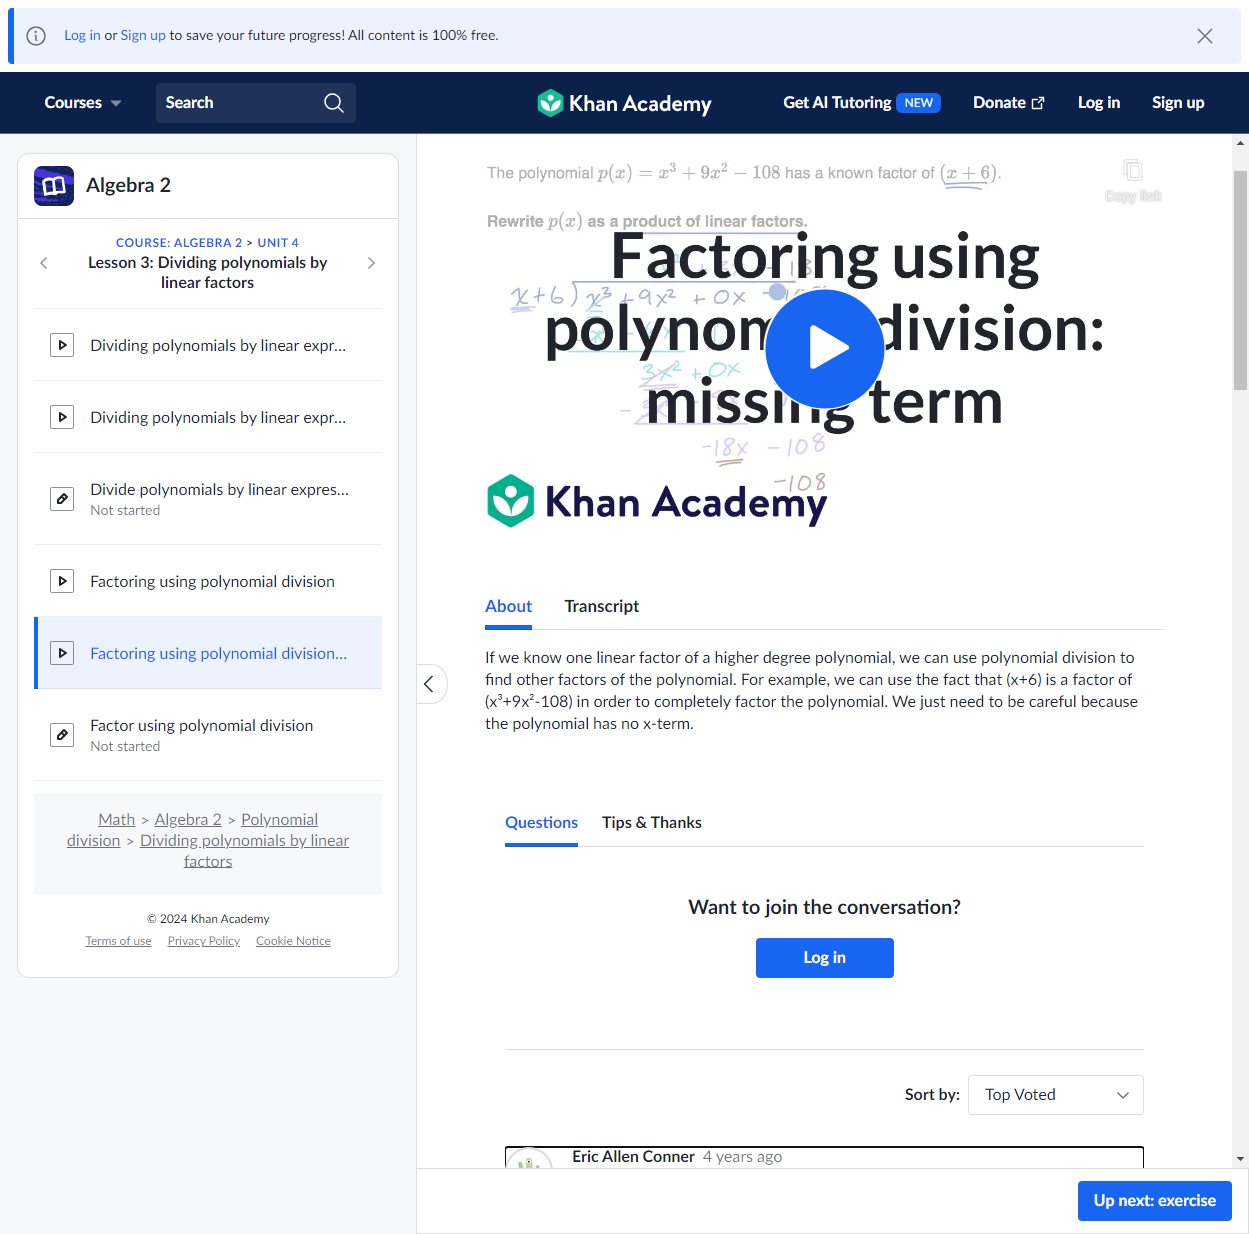 Log in or Sign up to save your future progress! All content is 100% free.
Courses
Search
Khan Academy
Get AI Tutoring NEW
Donate
Log in
Sign up
Algebra 2
COURSE: ALGEBRA 2 > UNIT 4
Lesson 3: Dividing polynomials by
linear factors
Dividing polynomials by linear expr...
Dividing polynomials by linear expr...
Divide polynomials by linear expres...
Not started
Factoring using polynomial division
Factoring using polynomial division...
Factor using polynomial division
Not started
Math > Algebra 2 > Polynomial
division > Dividing polynomials by linear
factors
© 2024 Khan Academy
Terms of use Privacy Policy Cookie Notice
The polynomial p(x) = x³ + 9x² − 108 has a known factor of (x + 6).
Copy link
Rewrite p(x) as a product of linear factors.
Factoring using
division:
missing term
x+6 x³ + 9x² + 0x
3x² + 0x
-18x -108
-108
Khan Academy
About Transcript
If we know one linear factor of a higher degree polynomial, we can use polynomial division to
find other factors of the polynomial. For example, we can use the fact that (x+6) is a factor of
(x³+9x²-108) in order to completely factor the polynomial. We just need to be careful because
the polynomial has no x-term.
Questions Tips & Thanks
Want to join the conversation?
Log in
Sort by: Top Voted
Eric Allen Conner 4 years ago
Up next: exercise